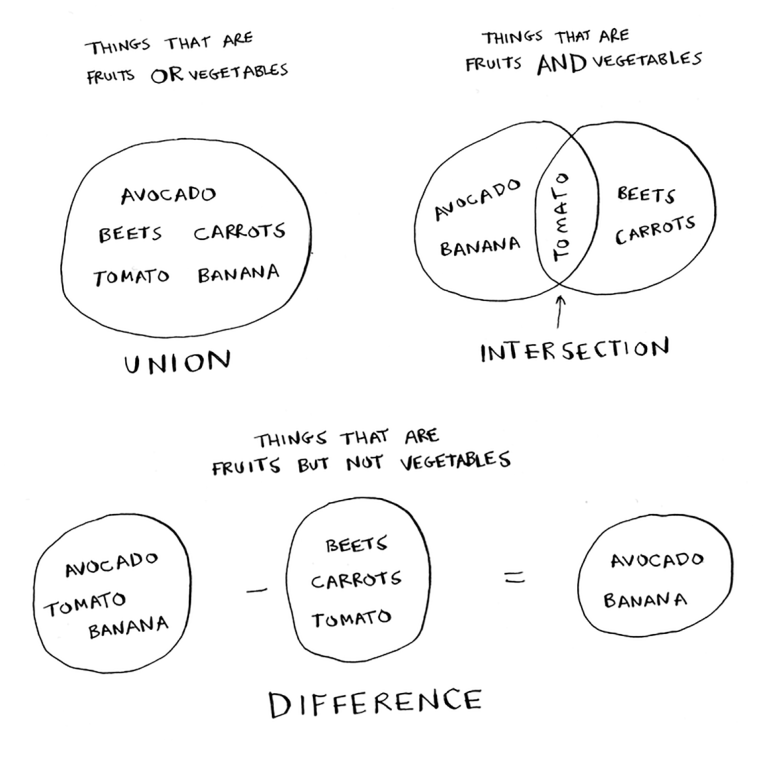 THINGS THAT ARE
FRUITS OR VEGETABLES
AVOCADO
BEETS CARROTS
TOMATO BANANA
UNION
THINGS THAT ARE
FRUITS AND VEGETABLES
AVOCADO
BANANA
TOMATO
BEETS
CARROTS
INTERSECTION
THINGS THAT ARE
FRUITS BUT NOT VEGETABLES
AVOCADO
TOMATO
BANANA
-
BEETS
CARROTS
TOMATO
=
AVOCADO
BANANA
DIFFERENCE